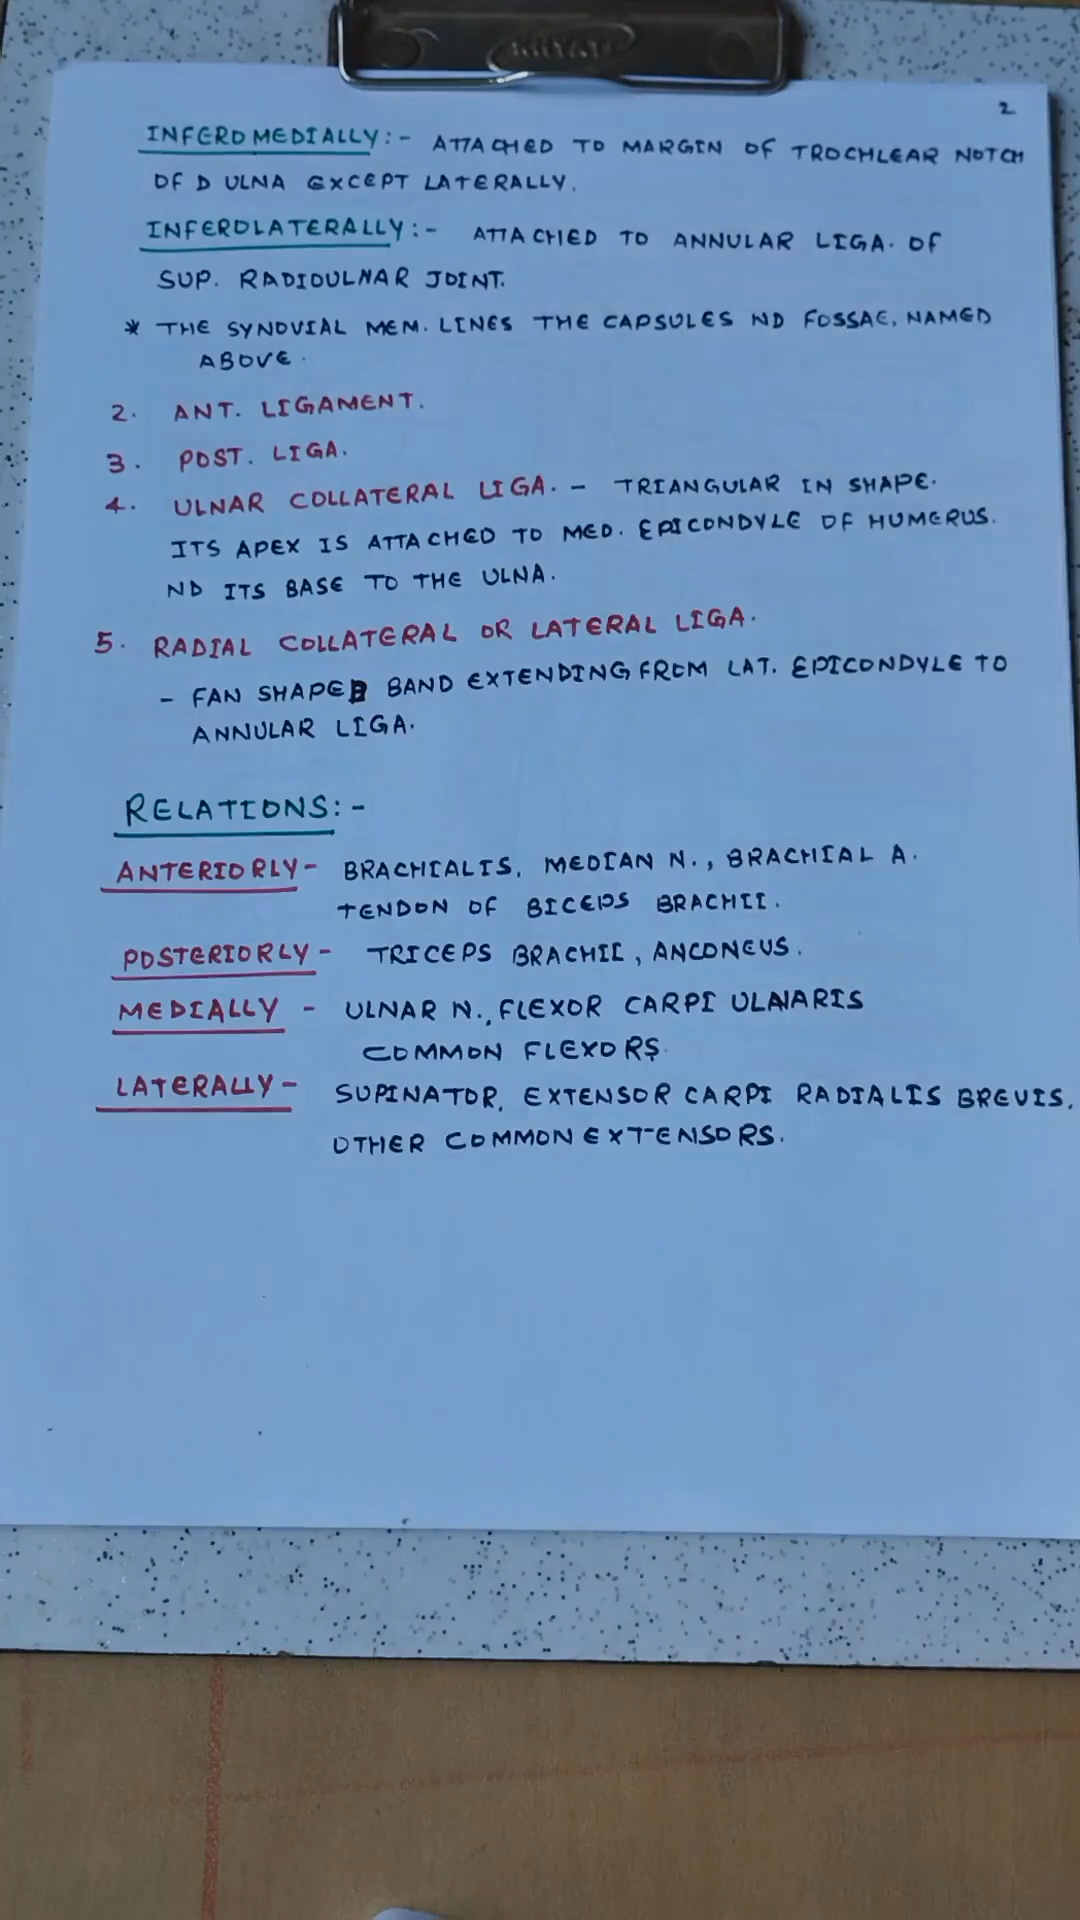 2
INFEROMEDIALLY:- ATTACHED TO MARGIN OF TROCHLEAR NOTCH
OF D ULNA EXCEPT LATERALLY.
INFEROLATERALLY:- ATTACHED TO ANNULAR LIGA. OF
SUP. RADIOULNAR JOINT.
* THE SYNOVIAL MEM. LINES THE CAPSULES ND FOSSAE, NAMED
ABOVE.
2. ANT. LIGAMENT.
3. POST. LIGA.
4. ULNAR COLLATERAL LIGA. - TRIANGULAR IN SHAPE.
ITS APEX IS ATTACHED TO MED. EPICONDYLE OF HUMERUS.
ND ITS BASE TO THE ULNA.
5. RADIAL COLLATERAL OR LATERAL LIGA.
- FAN SHAPED BAND EXTENDING FROM LAT. EPICONDYLE TO
ANNULAR LIGA.
RELATIONS:-
ANTERIORLY- BRACHIALIS, MEDIAN N., BRACHIAL A.
TENDON OF BICEPS BRACHII.
POSTERIORLY- TRICEPS BRACHII, ANCONEUS.
MEDIALLY - ULNAR N., FLEXOR CARPI ULNARIS
COMMON FLEXORS.
LATERALLY- SUPINATOR, EXTENSOR CARPI RADIALIS BREVIS,
OTHER COMMON EXTENSORS.